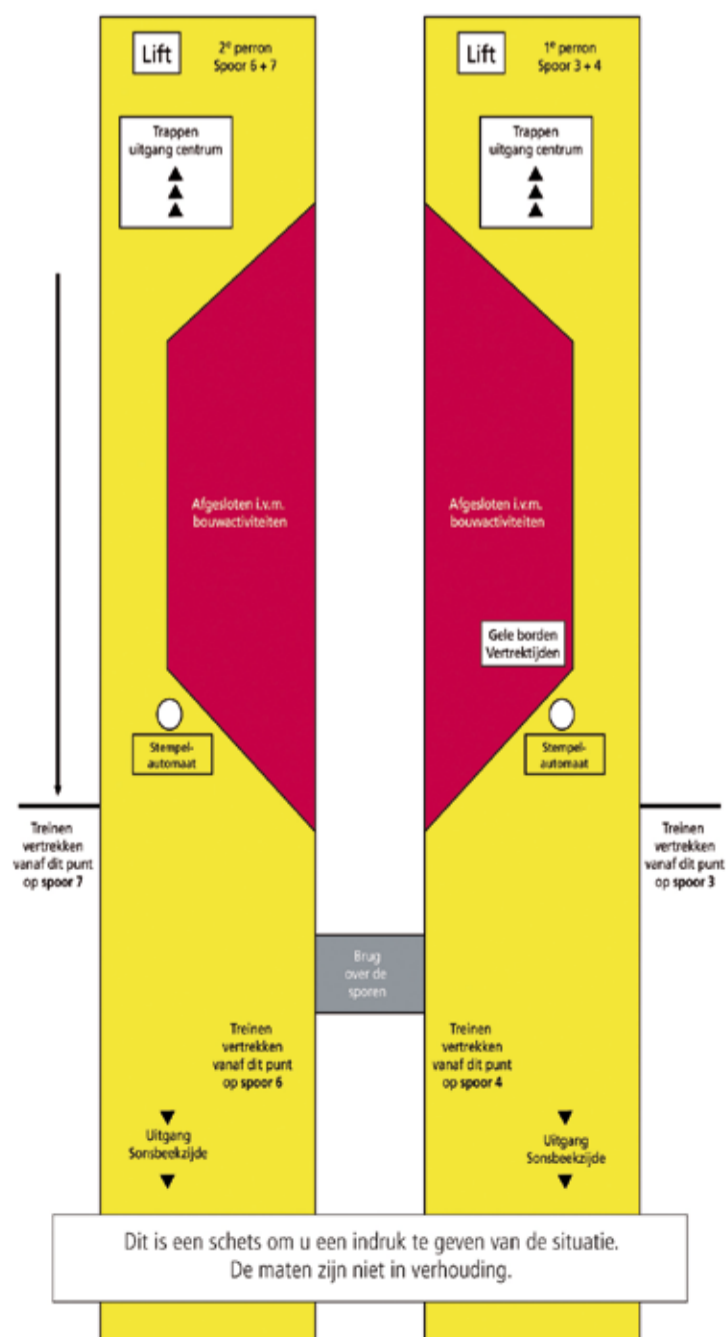 Lift
2e perron
Spoor 6 + 7
Lift
1e perron
Spoor 3 + 4
Trappen
uitgang centrum
Trappen
uitgang centrum
Afgesloten i.v.m.
bouwactiviteiten
Afgesloten i.v.m.
bouwactiviteiten
Gele borden
Vertrektijden
Stempel-
automaat
Stempel-
automaat
Treinen
vertrekken
vanaf dit punt
op spoor 7
Treinen
vertrekken
vanaf dit punt
op spoor 3
Brug
over de
sporen
Treinen
vertrekken
vanaf dit punt
op spoor 6
Treinen
vertrekken
vanaf dit punt
op spoor 4
Uitgang
Sonsbeekzijde
Uitgang
Sonsbeekzijde
Dit is een schets om u een indruk te geven van de situatie.
De maten zijn niet in verhouding.